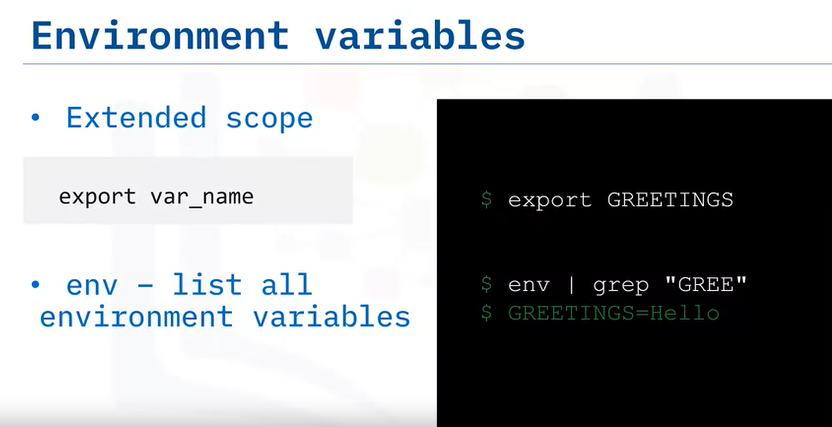 Environment variables
• Extended scope
export var_name
• env – list all
environment variables
$ export GREETINGS
$ env | grep "GREE"
$ GREETINGS=Hello